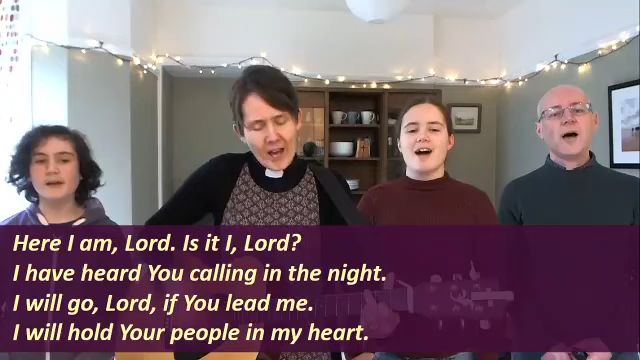 Here I am, Lord. Is it I, Lord?
I have heard You calling in the night.
I will go, Lord, if You lead me.
I will hold Your people in my heart.